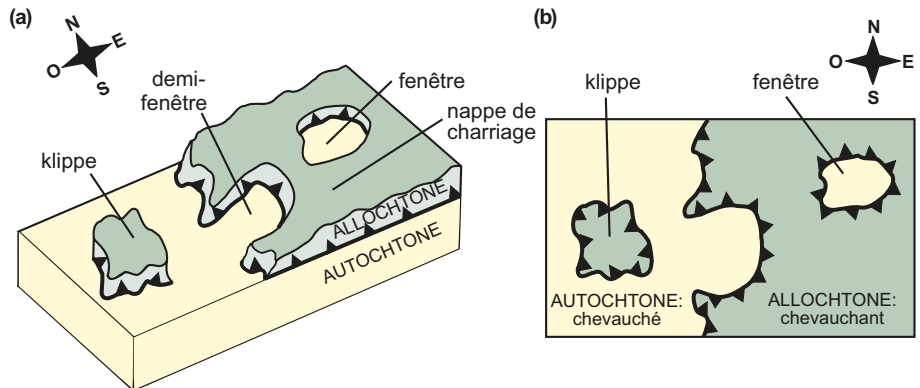 (a)
N
E
O
S
demi-
fenêtre
fenêtre
nappe de
charriage
klippe
ALLOCHTONE
AUTOCHTONE
(b)
N
O
E
S
klippe
fenêtre
AUTOCHTONE:
chevauché
ALLOCHTONE:
chevauchant